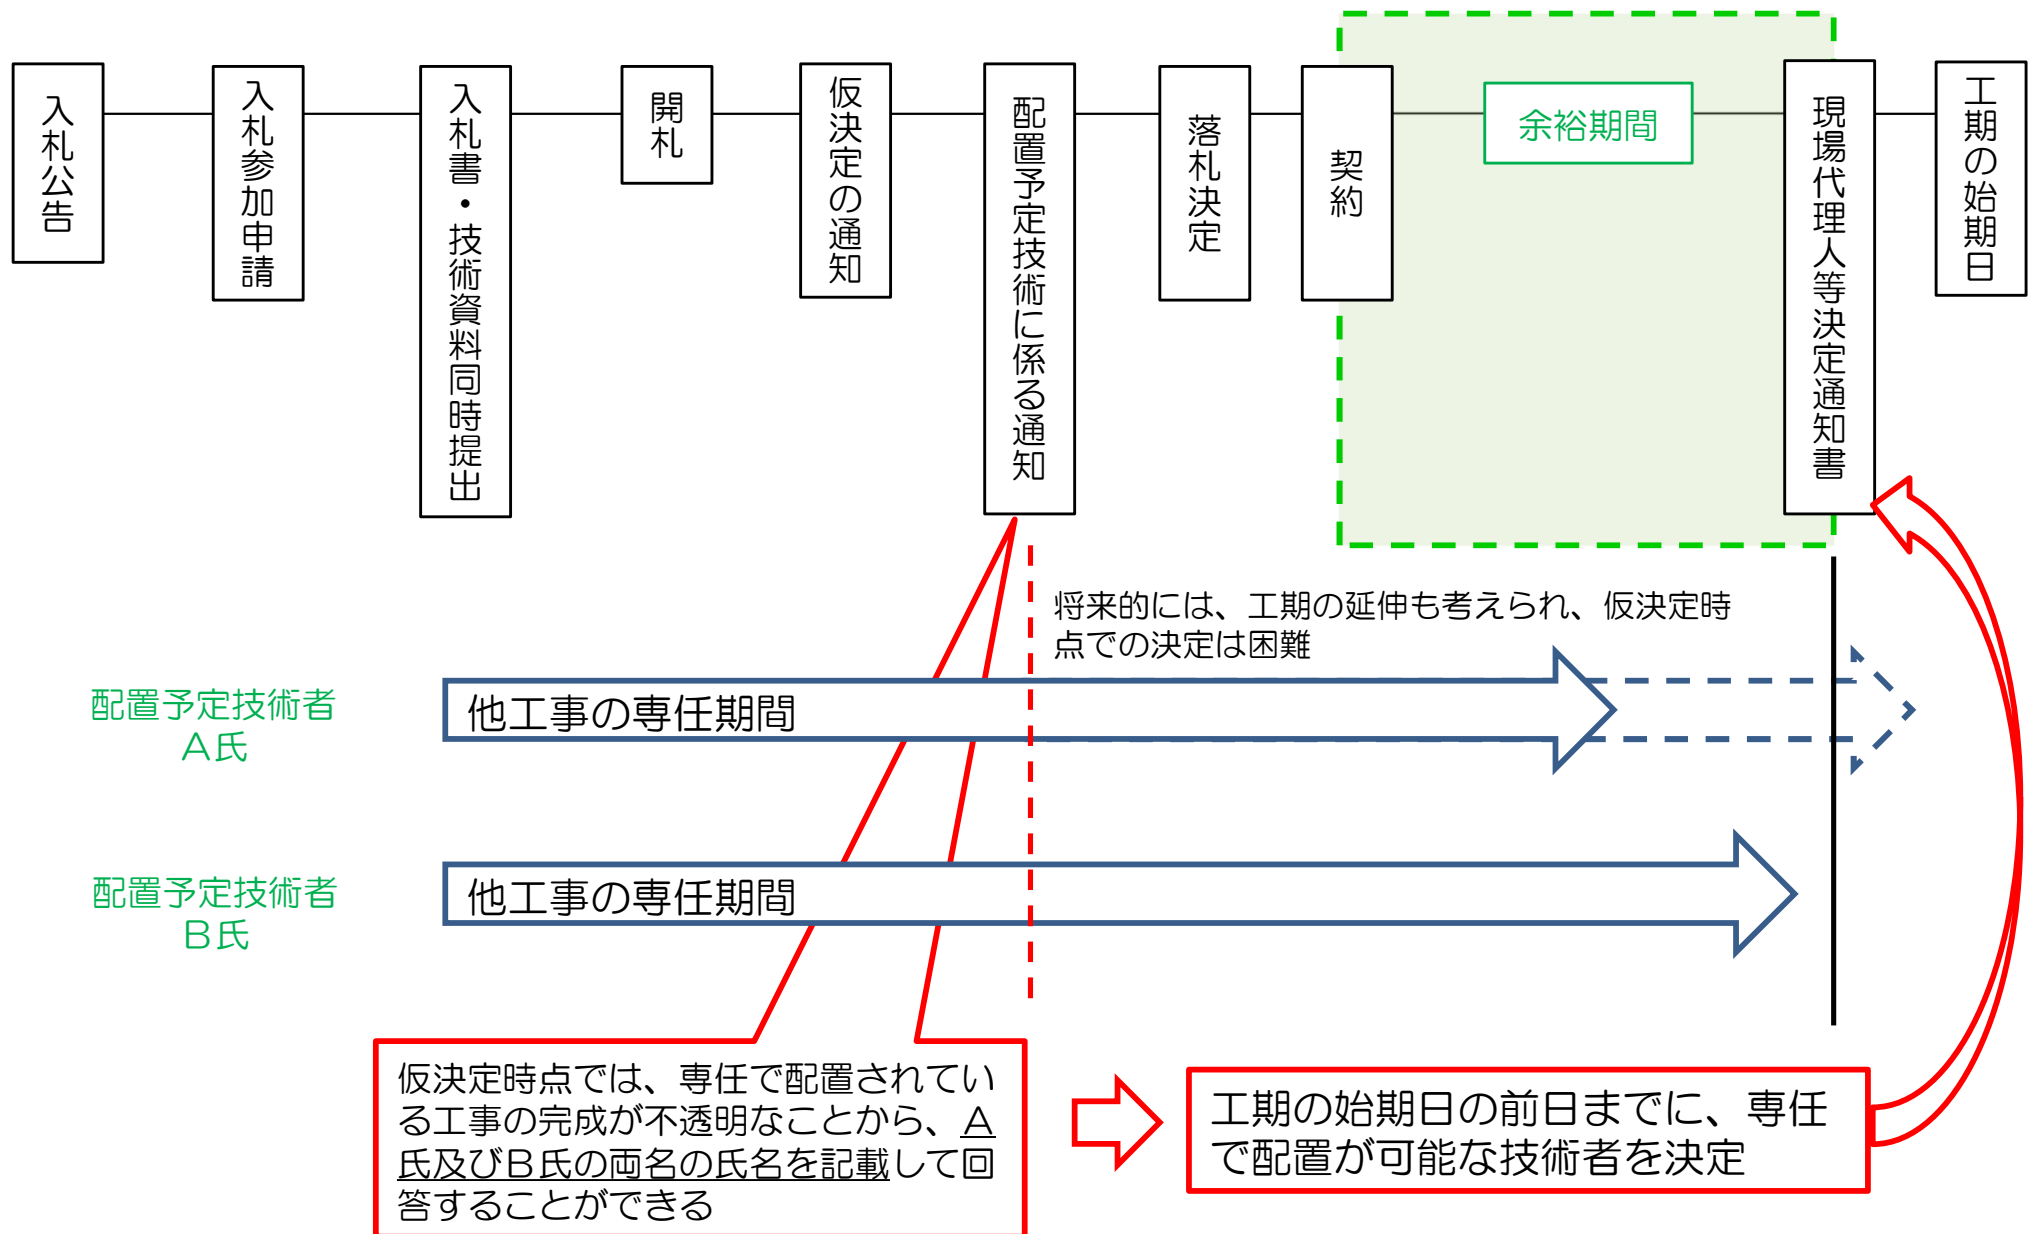 入札公告
入札参加申請
入札書・技術資料同時提出
開札
仮決定の通知
配置予定技術に係る通知
落札決定
契約
余裕期間
現場代理人等決定通知書
工期の始期日
将来的には、工期の延伸も考えられ、仮決定時
点での決定は困難
配置予定技術者
A氏
他工事の専任期間
配置予定技術者
B氏
他工事の専任期間
仮決定時点では、専任で配置されてい
る工事の完成が不透明なことから、A
氏及びB氏の両名の氏名を記載して回
答することができる
工期の始期日の前日までに、専任
で配置が可能な技術者を決定